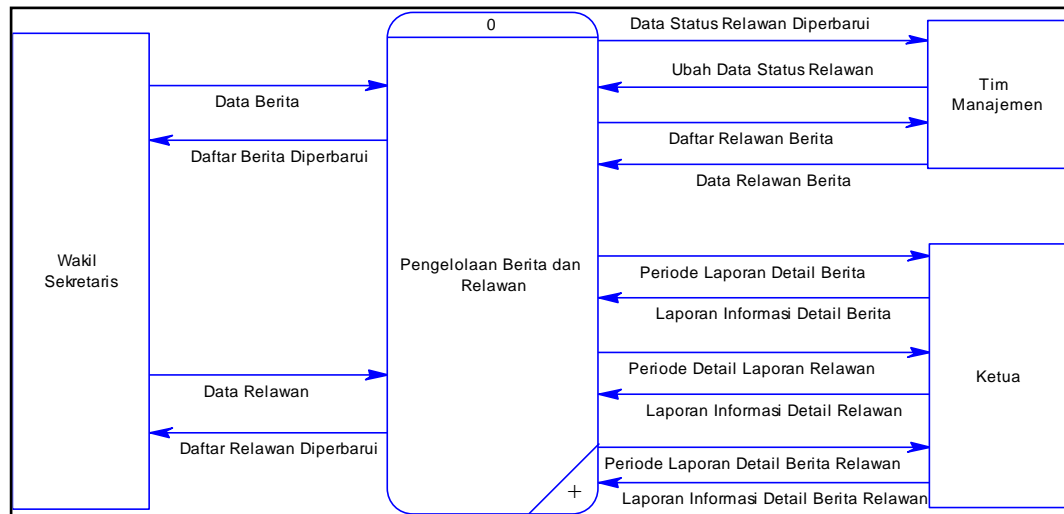 0
Wakil
Sekretaris
Data Berita
Daftar Berita Diperbarui
Data Relawan
Daftar Relawan Diperbarui
Pengelolaan Berita dan
Relawan
+
Data Status Relawan Diperbarui
Ubah Data Status Relawan
Daftar Relawan Berita
Data Relawan Berita
Tim
Manajemen
Periode Laporan Detail Berita
Laporan Informasi Detail Berita
Periode Detail Laporan Relawan
Laporan Informasi Detail Relawan
Periode Laporan Detail Berita Relawan
Laporan Informasi Detail Berita Relawan
Ketua